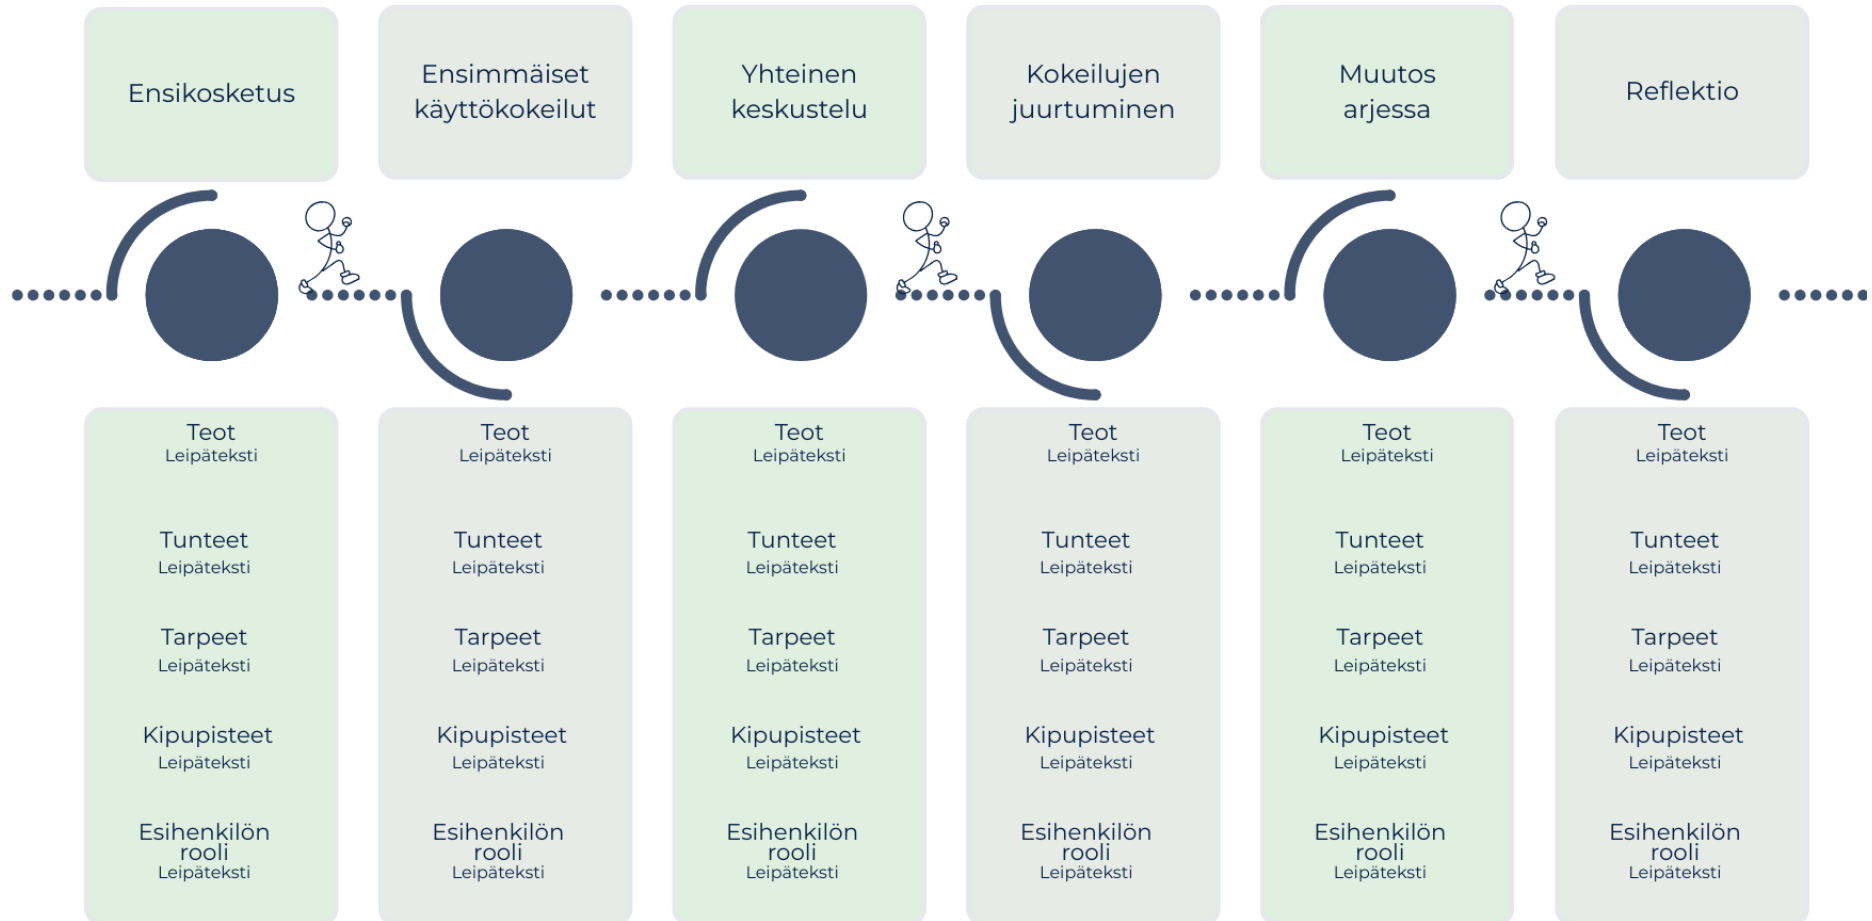 Ensikosketus
Ensimmäiset
käyttökokeilut
Yhteinen
keskustelu
Kokeilujen
juurtuminen
Muutos
arjessa
Reflektio
Teot
Leipäteksti
Tunteet
Leipäteksti
Tarpeet
Leipäteksti
Kipupisteet
Leipäteksti
Esihenkilön
rooli
Leipäteksti
Teot
Leipäteksti
Tunteet
Leipäteksti
Tarpeet
Leipäteksti
Kipupisteet
Leipäteksti
Esihenkilön
rooli
Leipäteksti
Teot
Leipäteksti
Tunteet
Leipäteksti
Tarpeet
Leipäteksti
Kipupisteet
Leipäteksti
Esihenkilön
rooli
Leipäteksti
Teot
Leipäteksti
Tunteet
Leipäteksti
Tarpeet
Leipäteksti
Kipupisteet
Leipäteksti
Esihenkilön
rooli
Leipäteksti
Teot
Leipäteksti
Tunteet
Leipäteksti
Tarpeet
Leipäteksti
Kipupisteet
Leipäteksti
Esihenkilön
rooli
Leipäteksti
Teot
Leipäteksti
Tunteet
Leipäteksti
Tarpeet
Leipäteksti
Kipupisteet
Leipäteksti
Esihenkilön
rooli
Leipäteksti